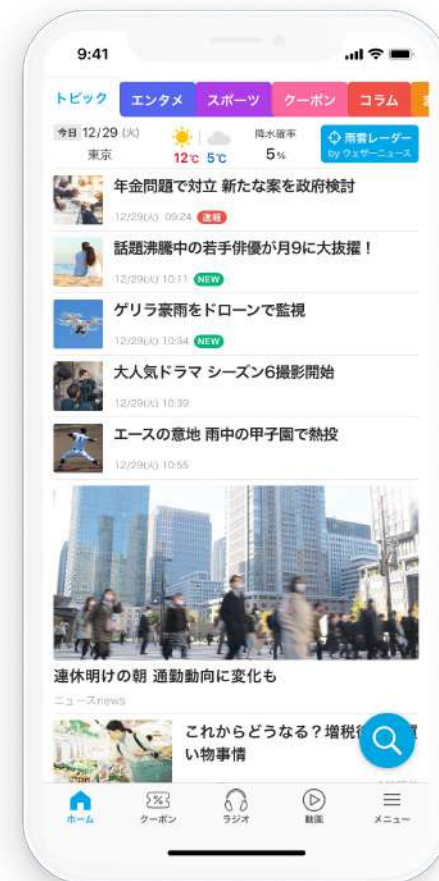 9:41
トピック エンタメ スポーツ クーポン コラム
今日 12/29 (火) 東京 12℃ 5℃ 降水確率 5% 雨雲レーダー by ウェザーニュース
年金問題で対立 新たな案を政府検討
12/29(火) 09:24 速報
話題沸騰中の若手俳優が月9に大抜擢！
12/29(火) 10:11 NEW
ゲリラ豪雨をドローンで監視
12/29(火) 10:34 NEW
大人気ドラマ シーズン6撮影開始
12/29(火) 10:39
エースの意地 雨中の甲子園で熱投
12/29(火) 10:55
連休明けの朝 通勤動向に変化も
ニュースnews
これからどうなる？増税
い物事情
ホーム クーポン ラジオ 動画 メニュー